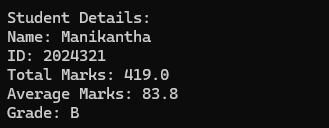 Student Details:
Name: Manikantha
ID: 2024321
Total Marks: 419.0
Average Marks: 83.8
Grade: B